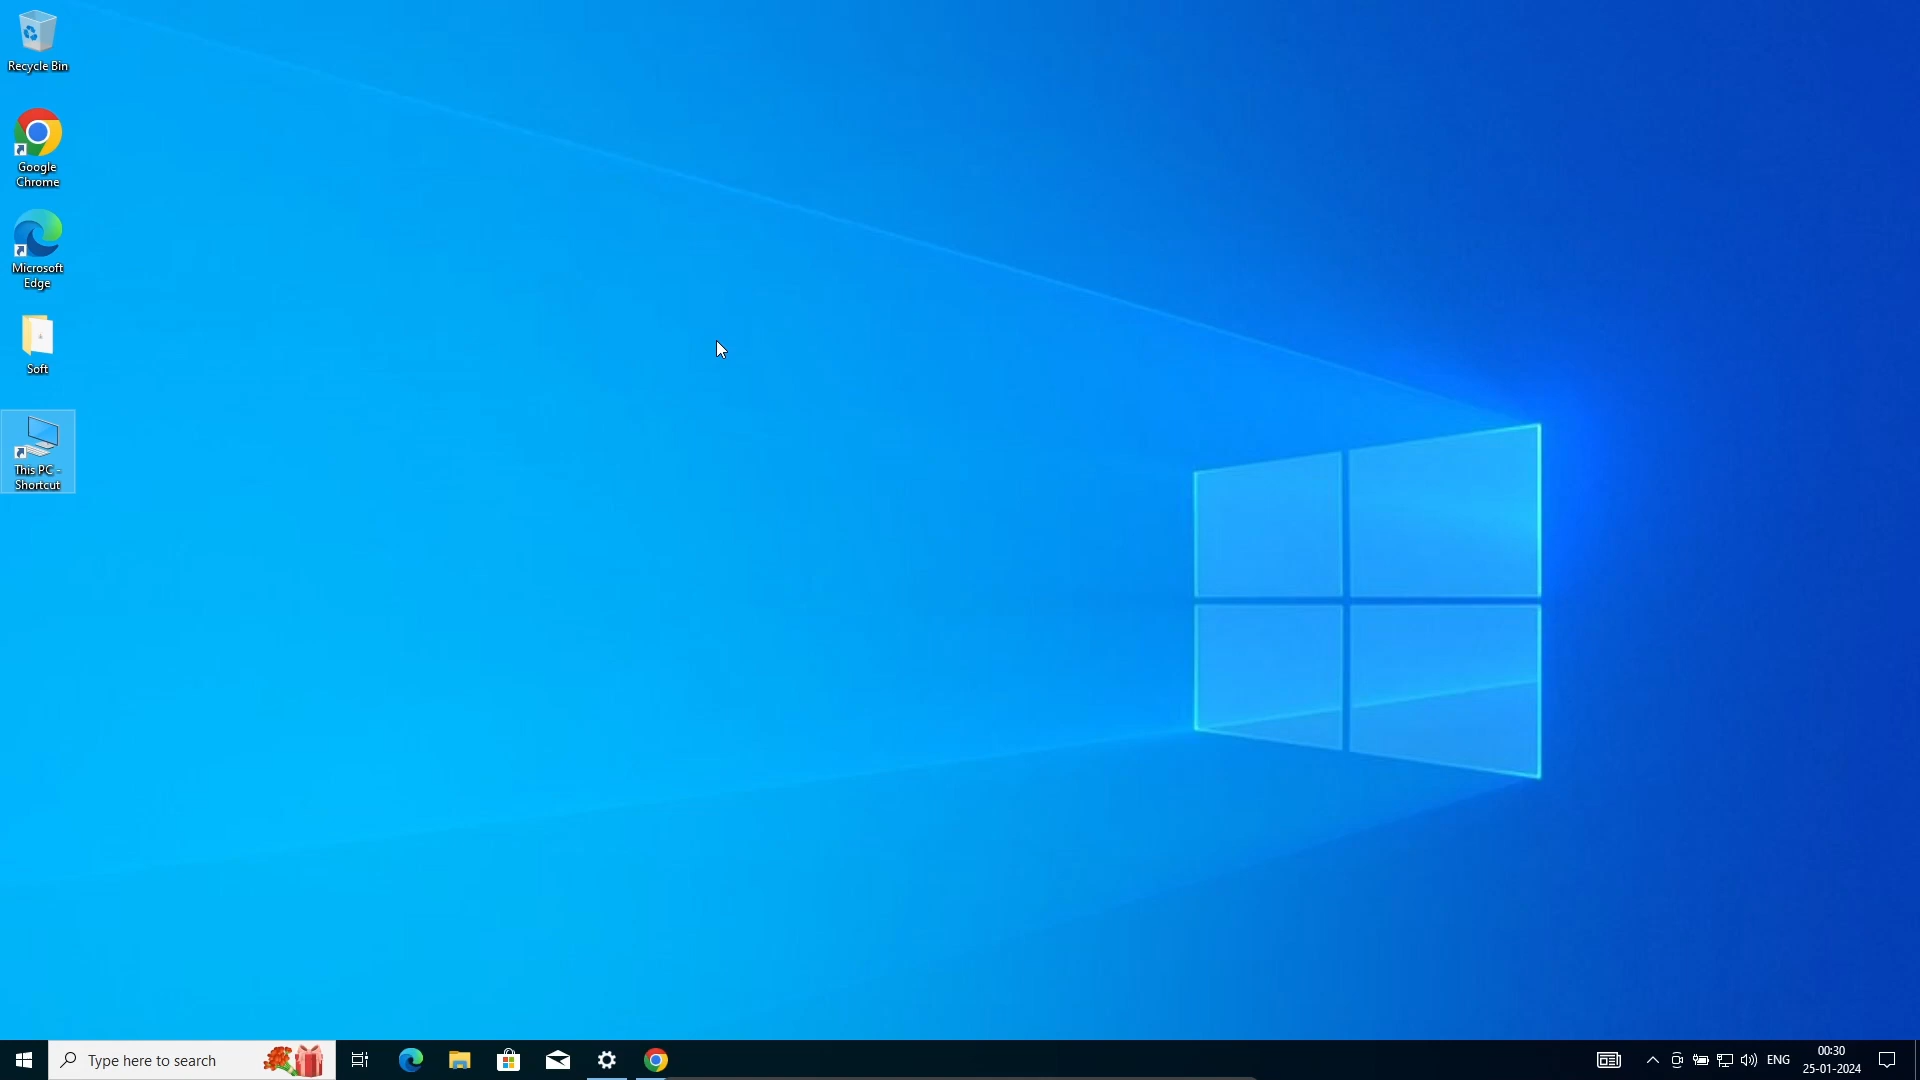 Recycle Bin
Google
Chrome
Microsoft
Edge
Soft
This PC -
Shortcut
Type here to search
ENG
00:30
25-01-2024